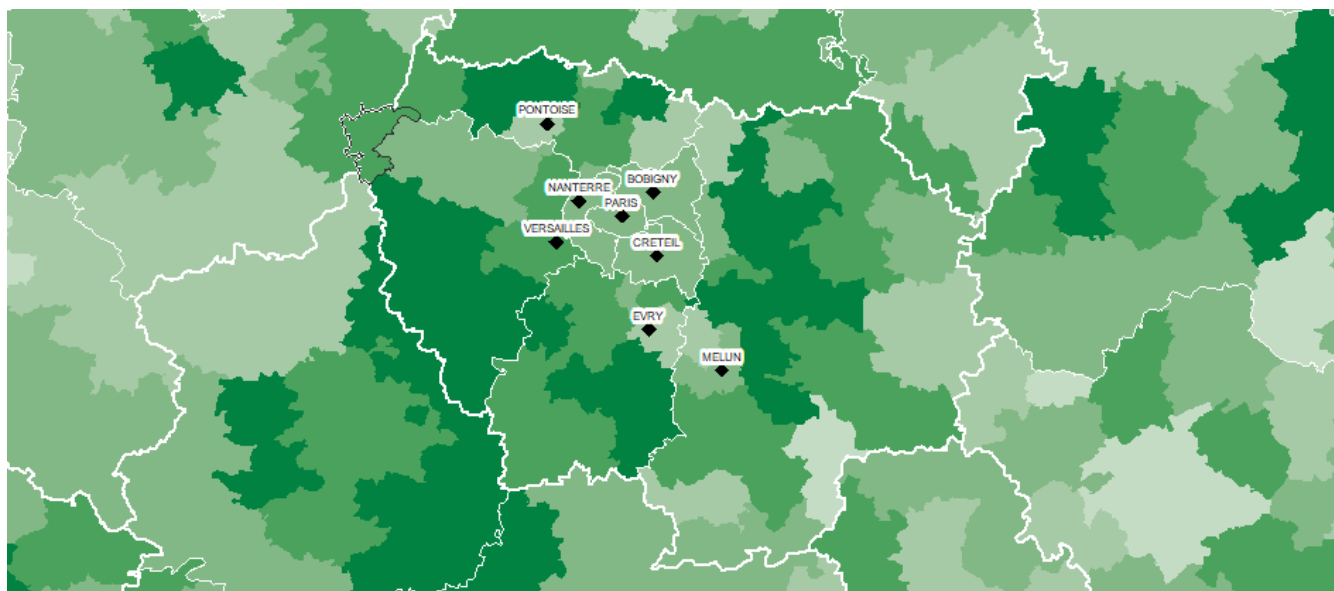 PONTOISE
BOBIGNY
NANTERRE
PARIS
VERSAILLES
CRETEIL
EVRY
MELUN